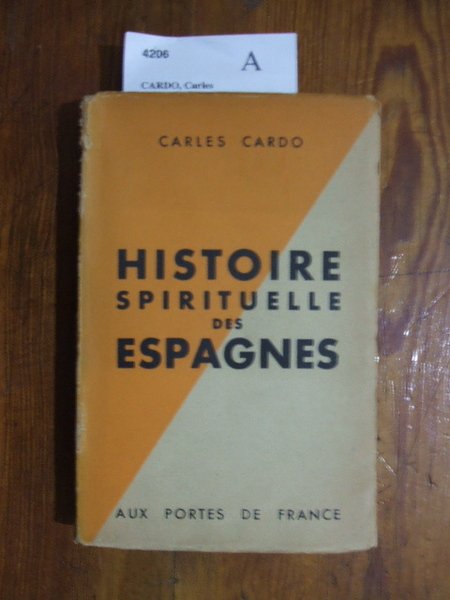 4206 A
CARDO, Carles
CARLES CARDO
HISTOIRE
SPIRITUELLE
DES
ESPAGNES
AUX PORTES DE FRANCE